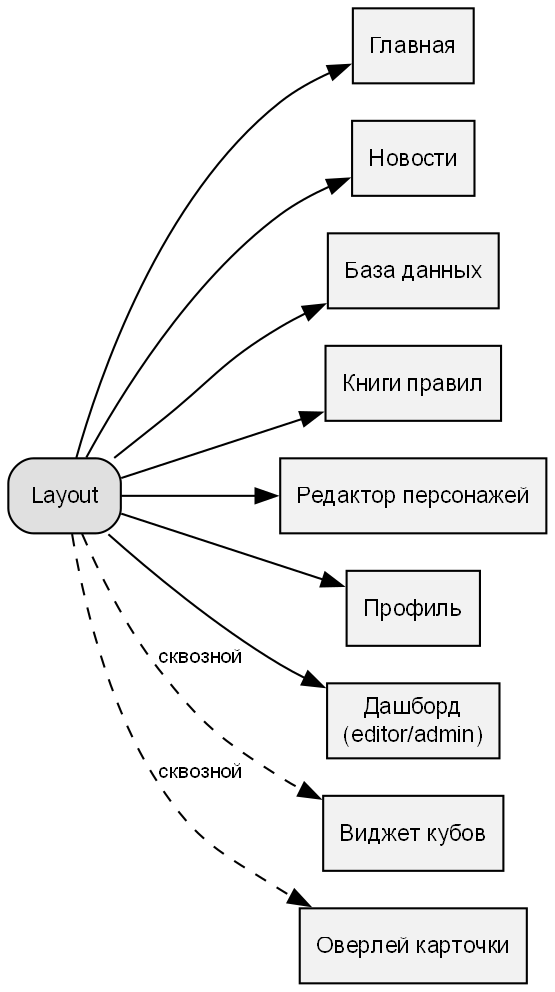 Главная
Новости
База данных
Книги правил
Layout
Редактор персонажей
Профиль
сквозной
Дашборд
(editor/admin)
сквозной
Виджет кубов
Оверлей карточки